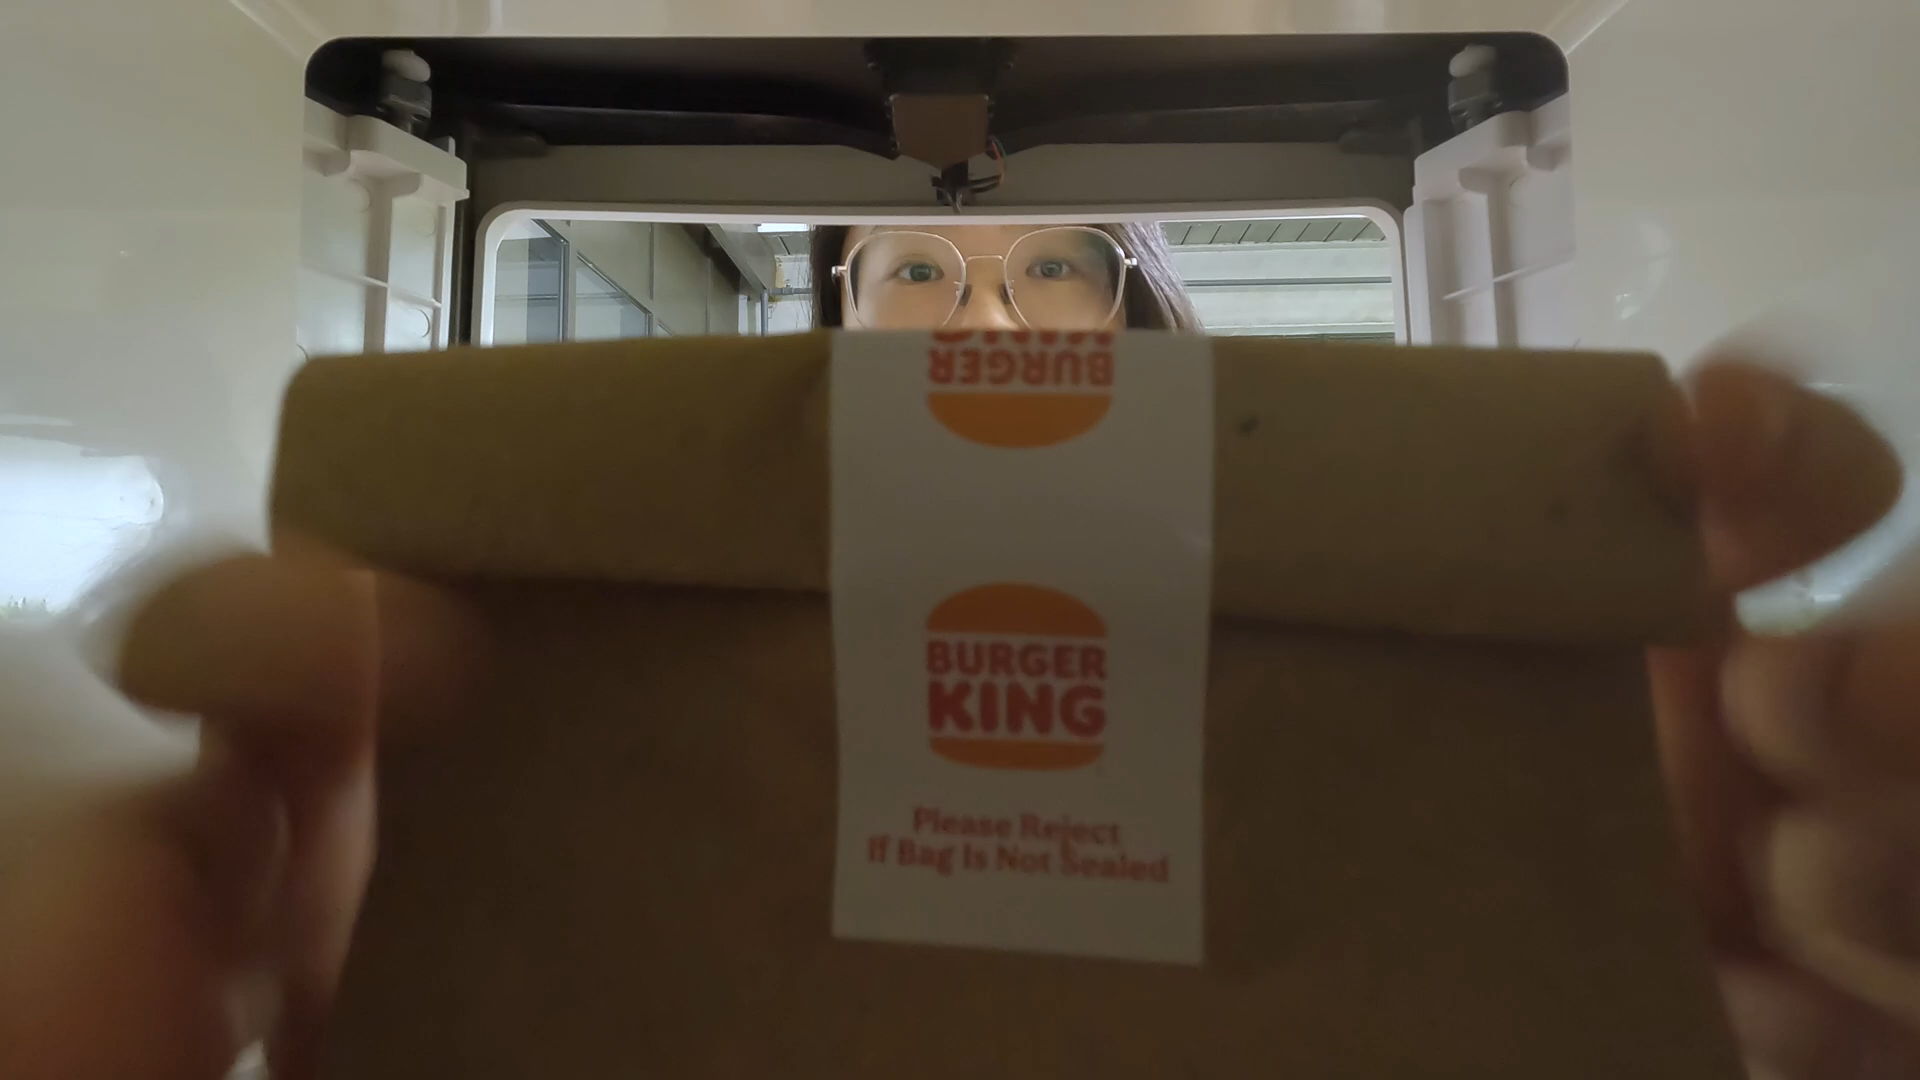 KING
BURGER
BURGER
KING
Please Reject
If Bag Is Not Sealed